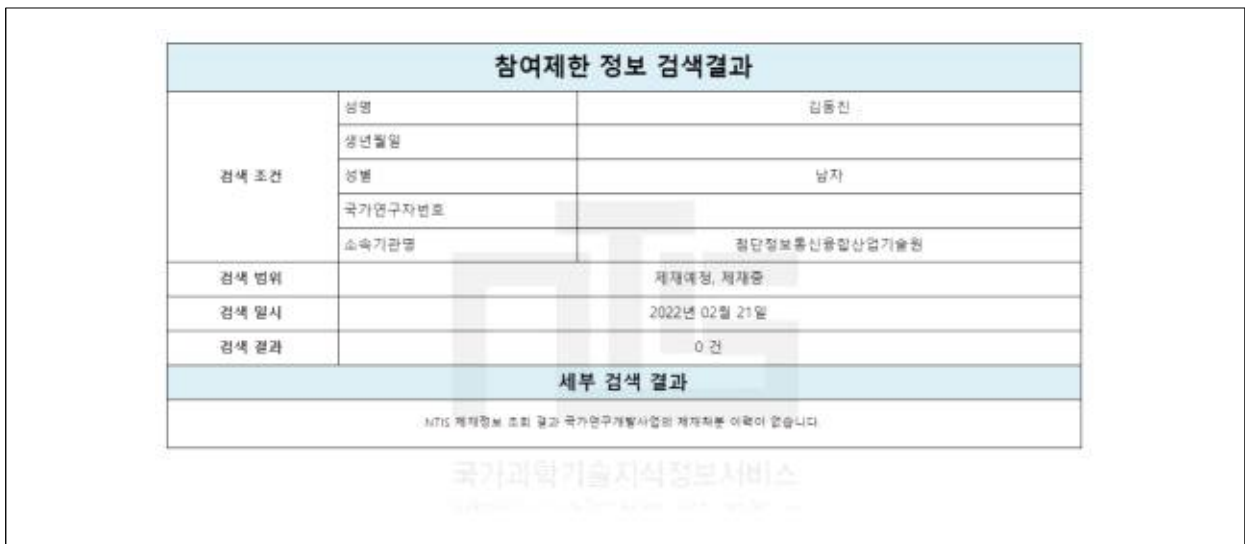 참여제한 정보 검색결과
검색 조건
성명 김동진
생년월일
성별 남자
국가연구자번호
소속기관명 첨단정보통신융합산업기술원
검색 범위 제재예정, 제재중
검색 일시 2022년 02월 21일
검색 결과 0 건
세부 검색 결과
NTIS 제재정보 조회 결과 국가연구개발사업의 제재처분 이력이 없습니다.
NTIS
국가과학기술지식정보서비스